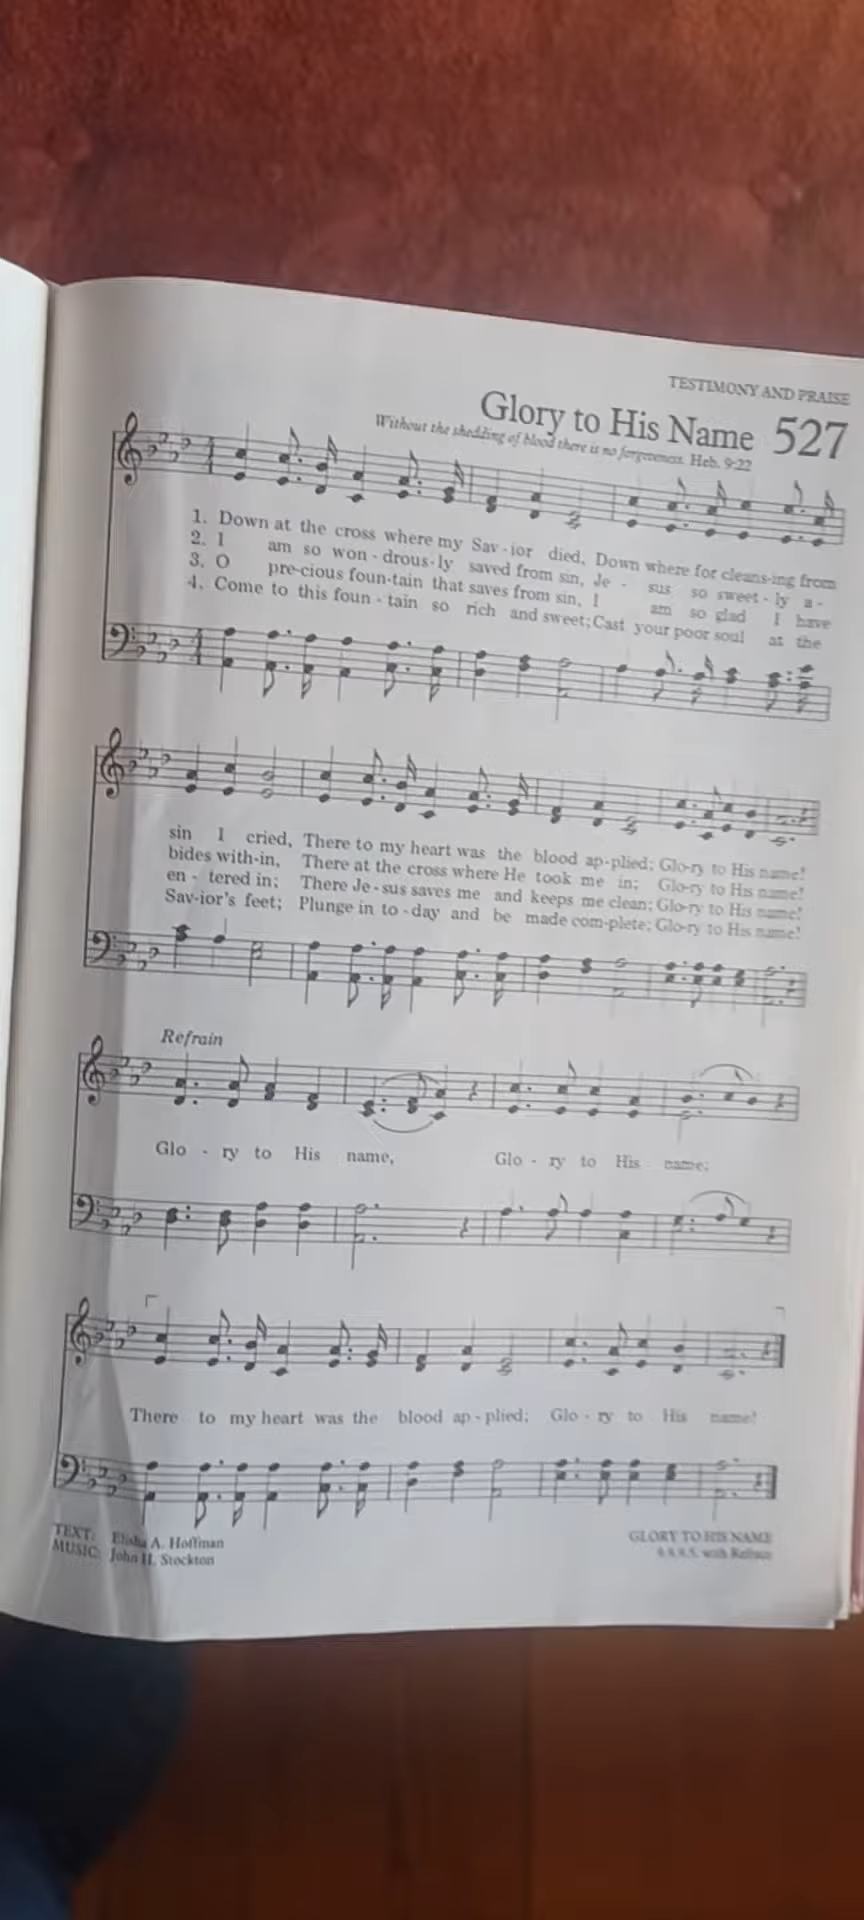 TESTIMONY AND PRAISE
Glory to His Name 527
Without the shedding of blood there is no forgiveness. Heb. 9:22
1. Down at the cross where my Sav - ior died, Down where for cleans-ing from
2. I am so won - drous-ly saved from sin, Je - sus so sweet - ly a -
3. O pre-cious foun-tain that saves from sin, I am so glad I have
4. Come to this foun - tain so rich and sweet; Cast your poor soul at the
sin I cried, There to my heart was the blood ap-plied; Glo-ry to His name!
bides with-in, There at the cross where He took me in; Glo-ry to His name!
en - tered in; There Je-sus saves me and keeps me clean; Glo-ry to His name!
Sav-ior's feet; Plunge in to - day and be made com-plete; Glo-ry to His name!
Refrain
Glo - ry to His name, Glo - ry to His name;
There to my heart was the blood ap - plied; Glo - ry to His name!
TEXT: Elisha A. Hoffman
MUSIC: John H. Stockton
GLORY TO HIS NAME
with Refrain